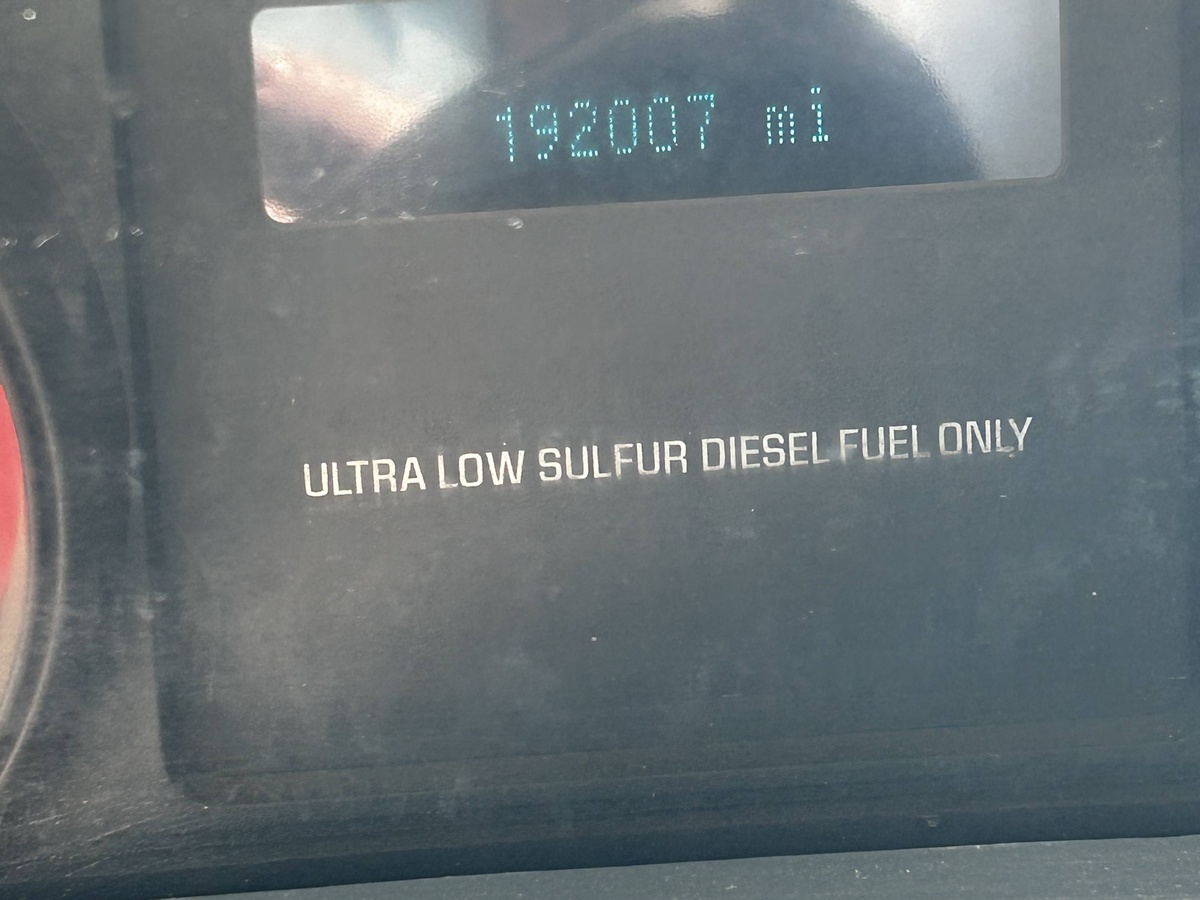 192007 mi
ULTRA LOW SULFUR DIESEL FUEL ONLY